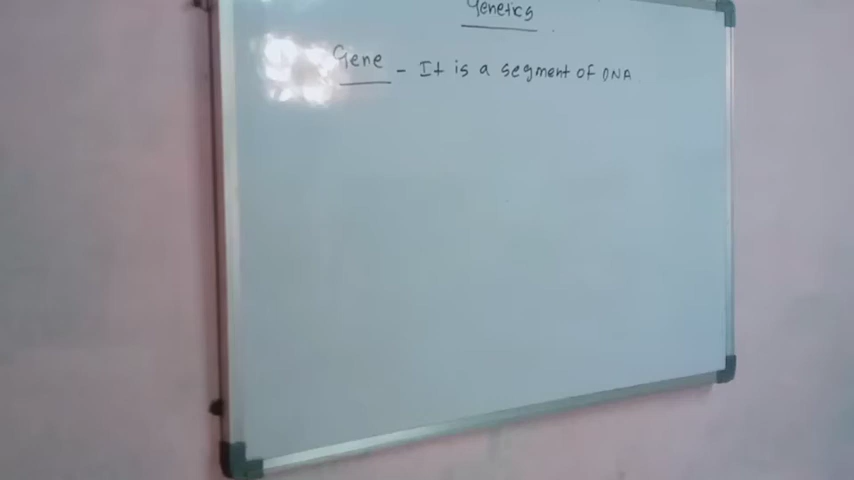 Genetics
Gene - It is a segment of DNA